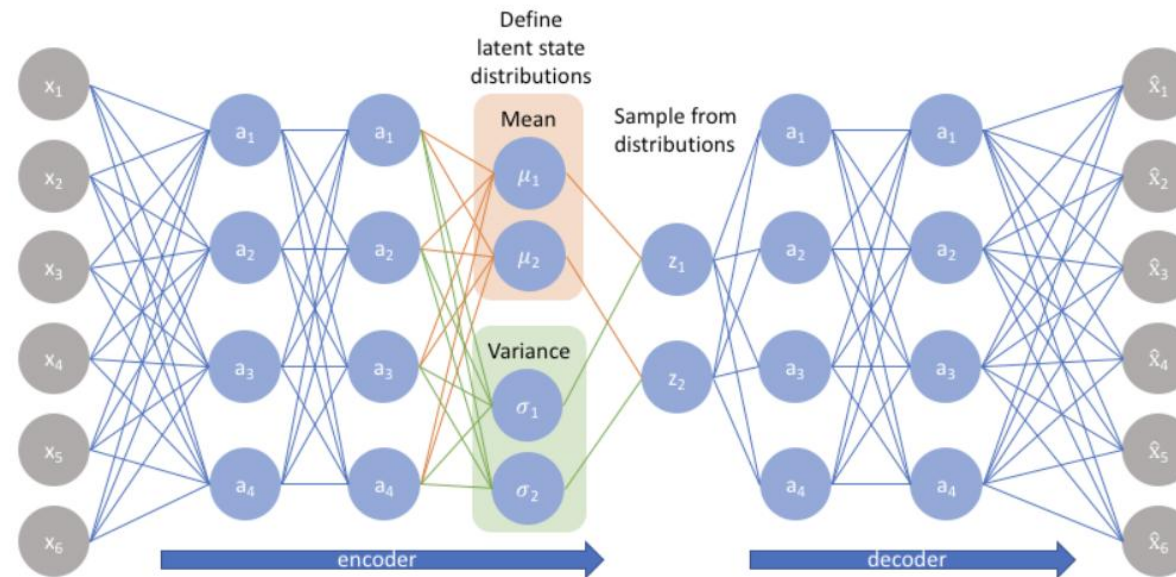 Define
latent state
distributions
Mean
Sample from
distributions
Variance
x₁
x₂
x₃
x₄
x₅
x₆
a₁
a₂
a₃
a₄
a₁
a₂
a₃
a₄
μ₁
μ₂
σ₁
σ₂
z₁
z₂
a₁
a₂
a₃
a₄
a₁
a₂
a₃
a₄
x̂₁
x̂₂
x̂₃
x̂₄
x̂₅
x̂₆
encoder
decoder